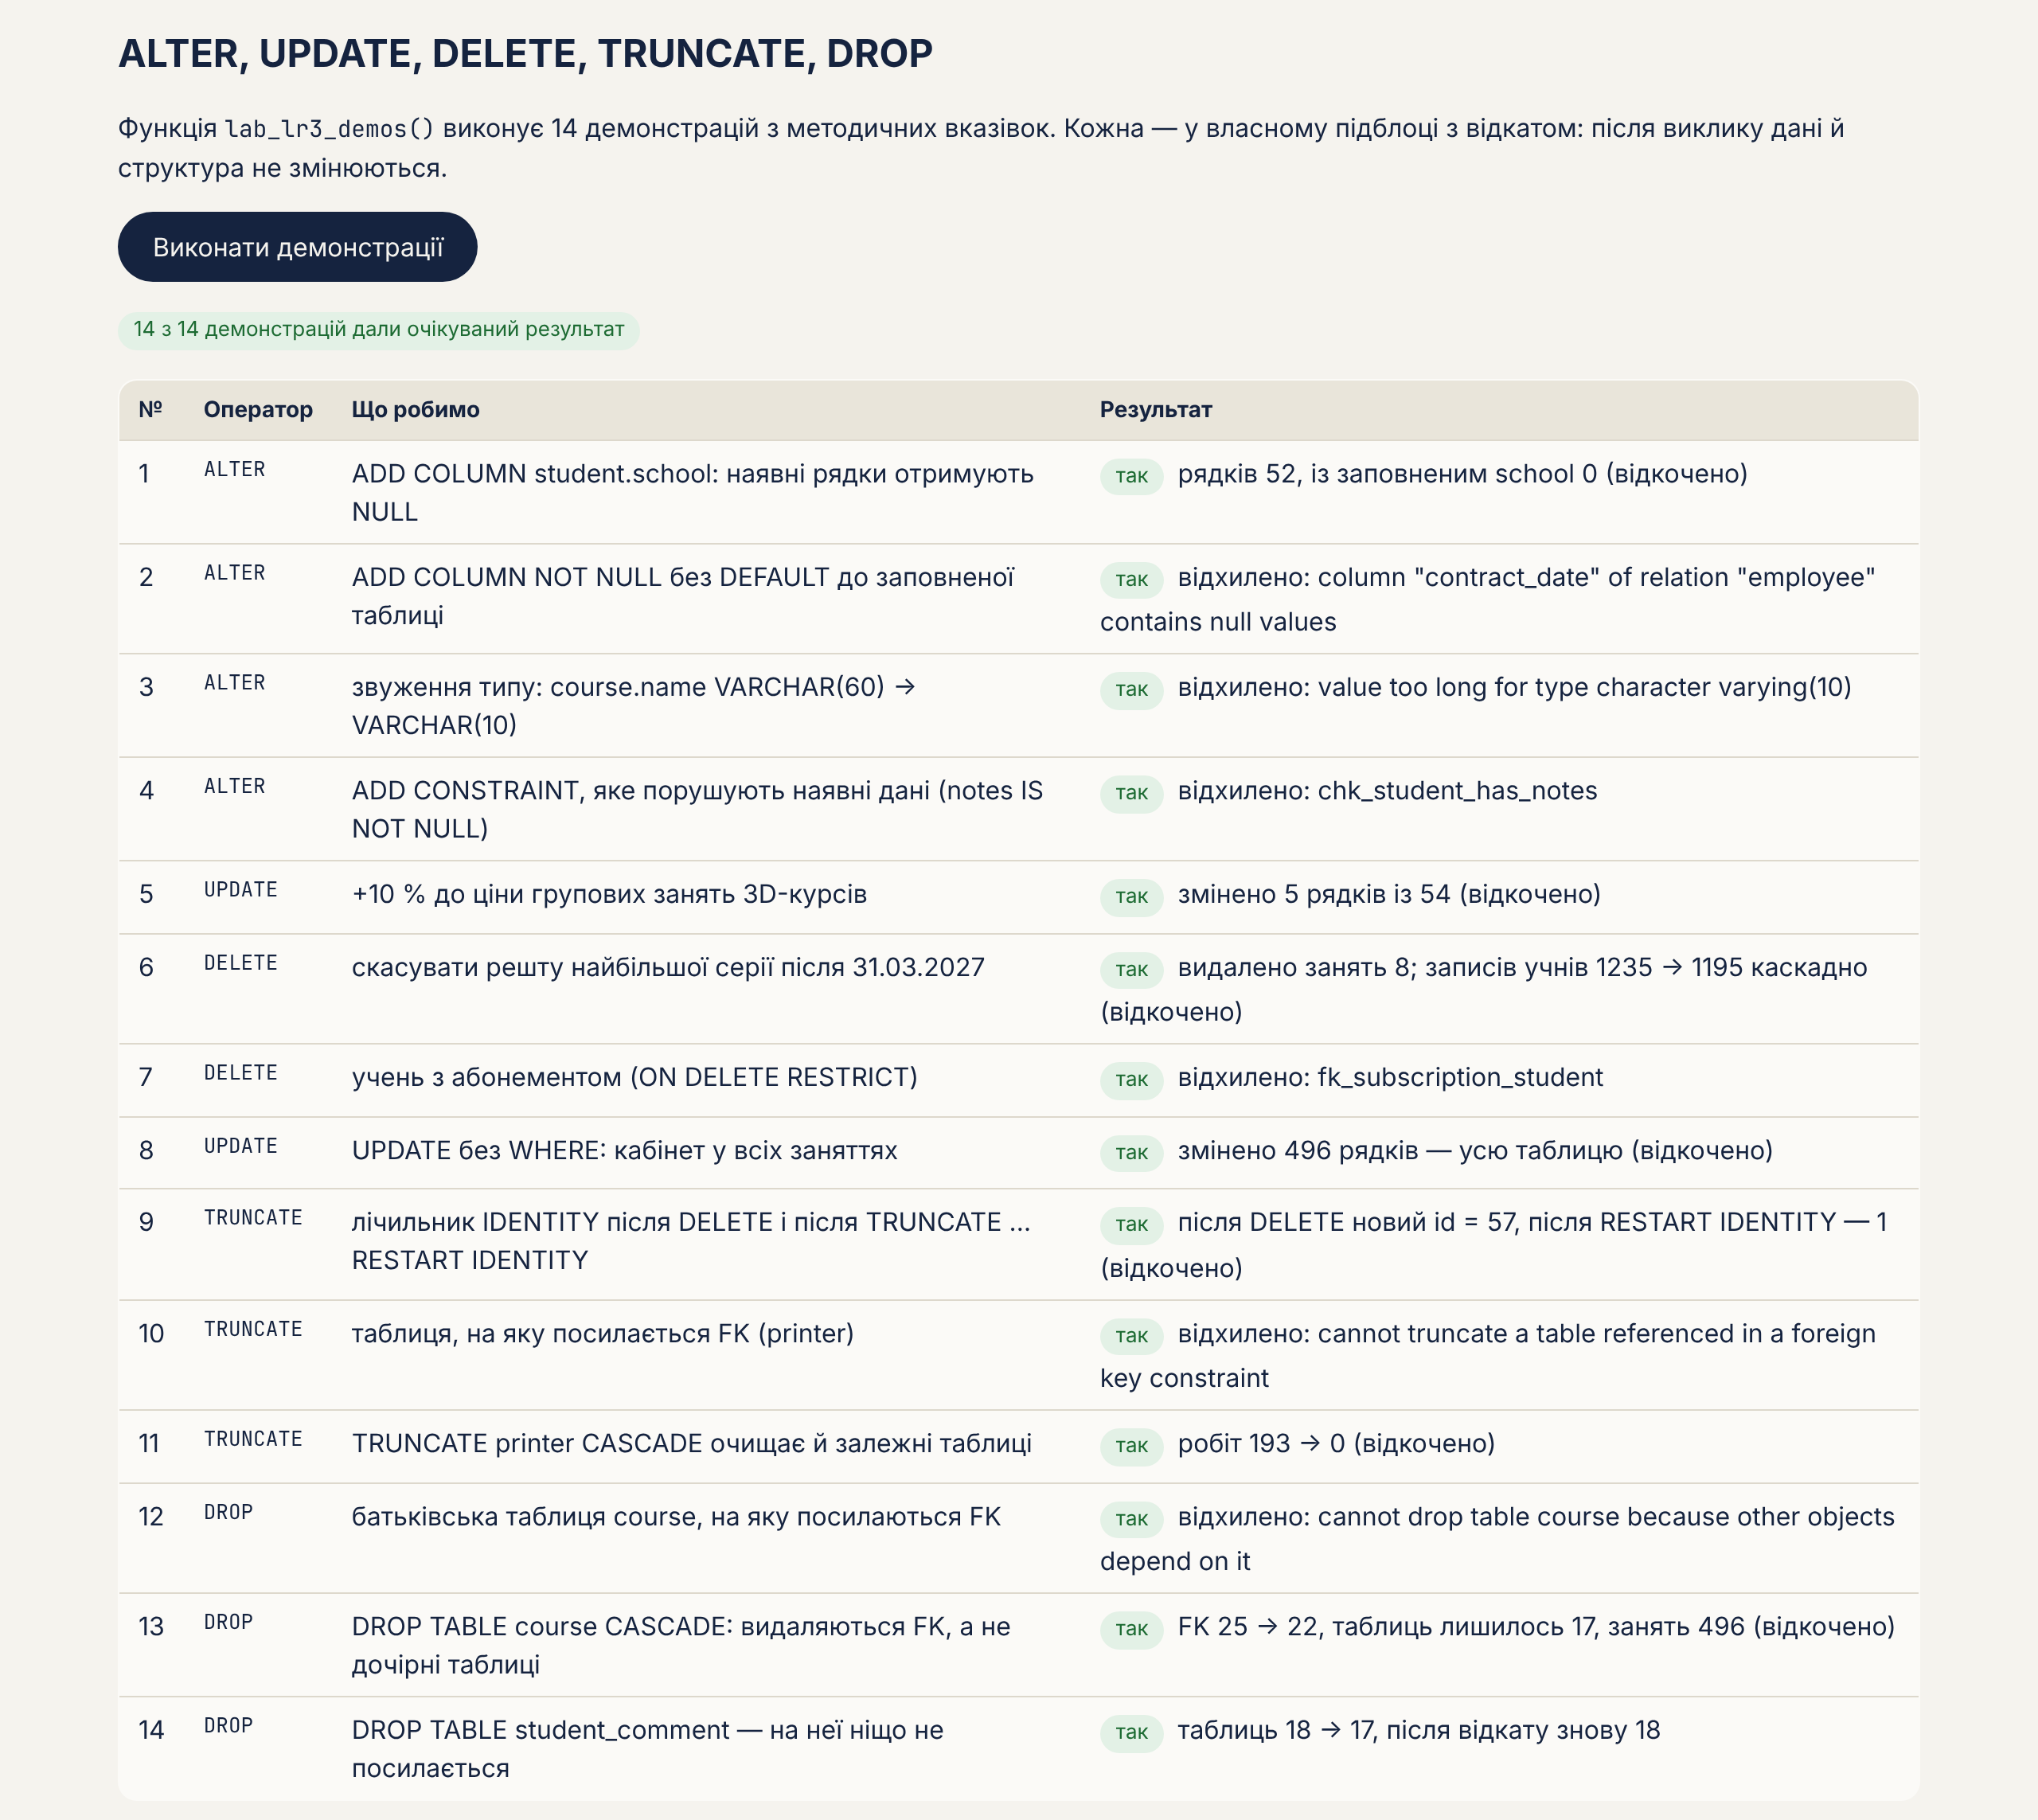 ALTER, UPDATE, DELETE, TRUNCATE, DROP
Функція lab_lr3_demos() виконує 14 демонстрацій з методичних вказівок. Кожна — у власному підблоці з відкатом: після виклику дані й
структура не змінюються.
Виконати демонстрації
14 з 14 демонстрацій дали очікуваний результат
№ Оператор Що робимо Результат
1 ALTER ADD COLUMN student.school: наявні рядки отримують так рядків 52, із заповненим school 0 (відкочено)
NULL
2 ALTER ADD COLUMN NOT NULL без DEFAULT до заповненої так відхилено: column "contract_date" of relation "employee"
таблиці contains null values
3 ALTER звуження типу: course.name VARCHAR(60) → так відхилено: value too long for type character varying(10)
VARCHAR(10)
4 ALTER ADD CONSTRAINT, яке порушують наявні дані (notes IS так відхилено: chk_student_has_notes
NOT NULL)
5 UPDATE +10 % до ціни групових занять 3D-курсів так змінено 5 рядків із 54 (відкочено)
6 DELETE скасувати решту найбільшої серії після 31.03.2027 так видалено занять 8; записів учнів 1235 → 1195 каскадно
(відкочено)
7 DELETE учень з абонементом (ON DELETE RESTRICT) так відхилено: fk_subscription_student
8 UPDATE UPDATE без WHERE: кабінет у всіх заняттях так змінено 496 рядків — усю таблицю (відкочено)
9 TRUNCATE лічильник IDENTITY після DELETE і після TRUNCATE … так після DELETE новий id = 57, після RESTART IDENTITY — 1
RESTART IDENTITY (відкочено)
10 TRUNCATE таблиця, на яку посилається FK (printer) так відхилено: cannot truncate a table referenced in a foreign
key constraint
11 TRUNCATE TRUNCATE printer CASCADE очищає й залежні таблиці так робіт 193 → 0 (відкочено)
12 DROP батьківська таблиця course, на яку посилаються FK так відхилено: cannot drop table course because other objects
depend on it
13 DROP DROP TABLE course CASCADE: видаляються FK, а не так FK 25 → 22, таблиць лишилось 17, занять 496 (відкочено)
дочірні таблиці
14 DROP DROP TABLE student_comment — на неї ніщо не так таблиць 18 → 17, після відкату знову 18
посилається